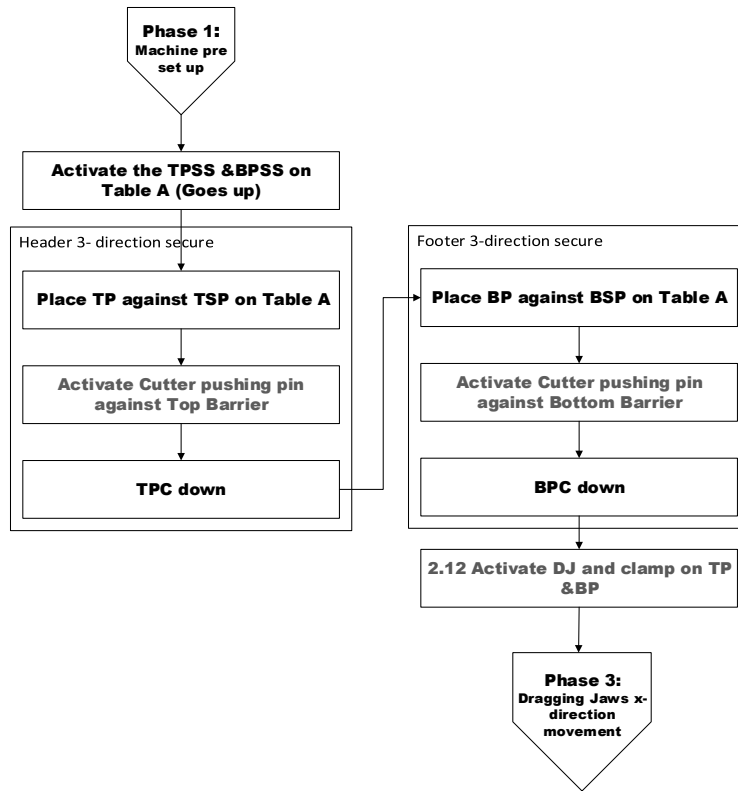 Phase 1:
Machine pre
set up
Activate the TPSS &BPSS on
Table A (Goes up)
Header 3- direction secure
Place TP against TSP on Table A
Activate Cutter pushing pin
against Top Barrier
TPC down
Footer 3-direction secure
Place BP against BSP on Table A
Activate Cutter pushing pin
against Bottom Barrier
BPC down
2.12 Activate DJ and clamp on TP
&BP
Phase 3:
Dragging Jaws x-
direction
movement